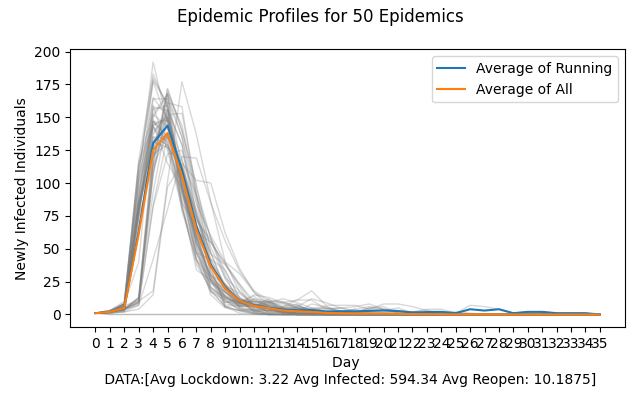 Epidemic Profiles for 50 Epidemics
200
175
150
125
100
75
50
25
0
Newly Infected Individuals
Average of Running
Average of All
0 1 2 3 4 5 6 7 8 9 10 11 12 13 14 15 16 17 18 19 20 21 22 23 24 25 26 27 28 29 30 31 32 33 34 35
Day
DATA:[Avg Lockdown: 3.22 Avg Infected: 594.34 Avg Reopen: 10.1875]